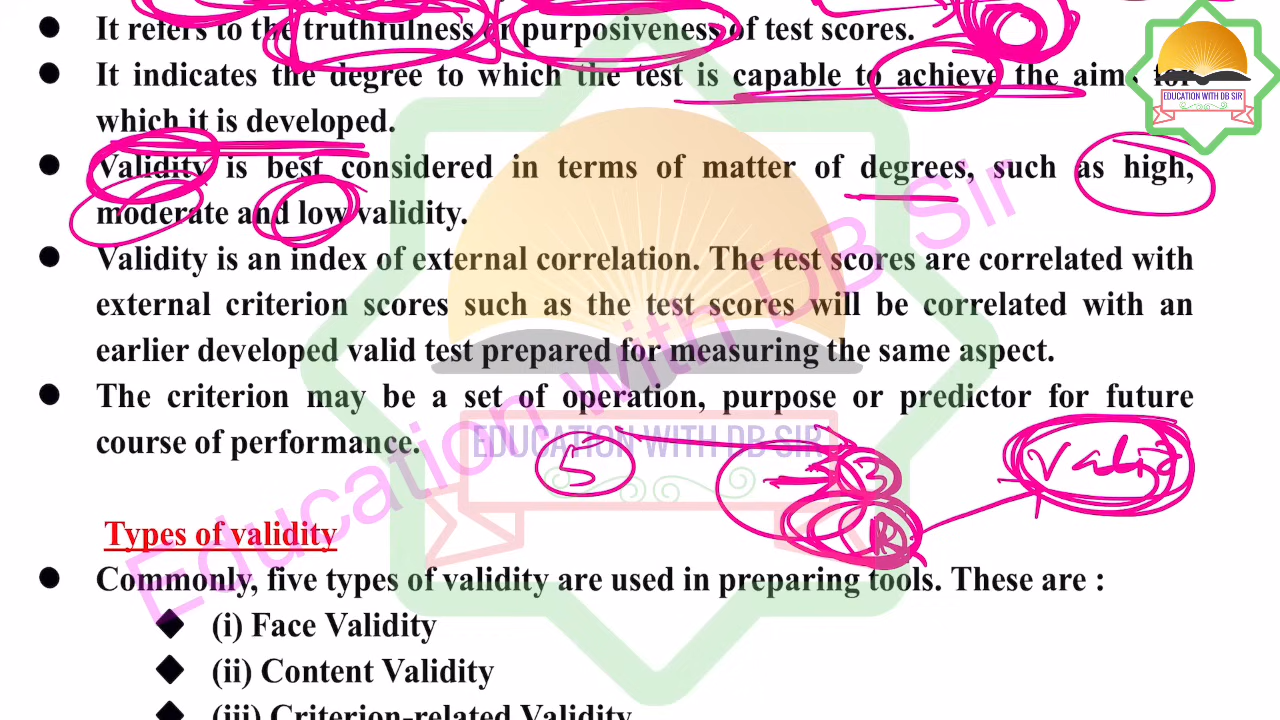 It refers to the truthfulness or purposiveness of test scores.
It indicates the degree to which the test is capable to achieve the aims for
which it is developed.
Validity is best considered in terms of matter of degrees, such as high,
moderate and low validity.
Validity is an index of external correlation. The test scores are correlated with
external criterion scores such as the test scores will be correlated with an
earlier developed valid test prepared for measuring the same aspect.
The criterion may be a set of operation, purpose or predictor for future
course of performance.
5
3
R
Valid
Types of validity
Commonly, five types of validity are used in preparing tools. These are :
(i) Face Validity
(ii) Content Validity
(iii) Criterion-related Validity
EDUCATION WITH DB SIR
EDUCATION WITH DB SIR
Education with DB Sir